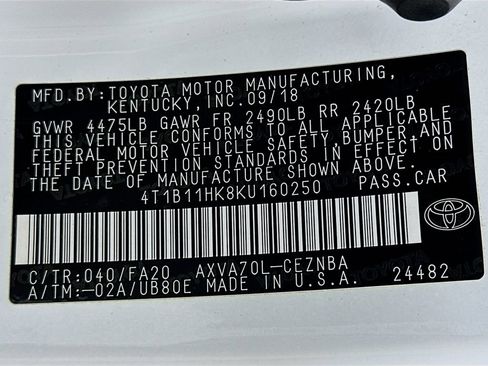 MFD.BY:TOYOTA MOTOR MANUFACTURING,
KENTUCKY,INC.09/18
GVWR 4475LB GAWR FR 2490LB RR 2420LB
THIS VEHICLE CONFORMS TO ALL APPLICABLE
FEDERAL MOTOR VEHICLE SAFETY,BUMPER,AND
THEFT PREVENTION STANDARDS IN EFFECT ON
THE DATE OF MANUFACTURE SHOWN ABOVE.
4T1B11HK8KU160250 PASS.CAR
C/TR:040/FA20 AXVA70L-CEZNBA
A/TM:-02A/UB80E MADE IN U.S.A. 24482